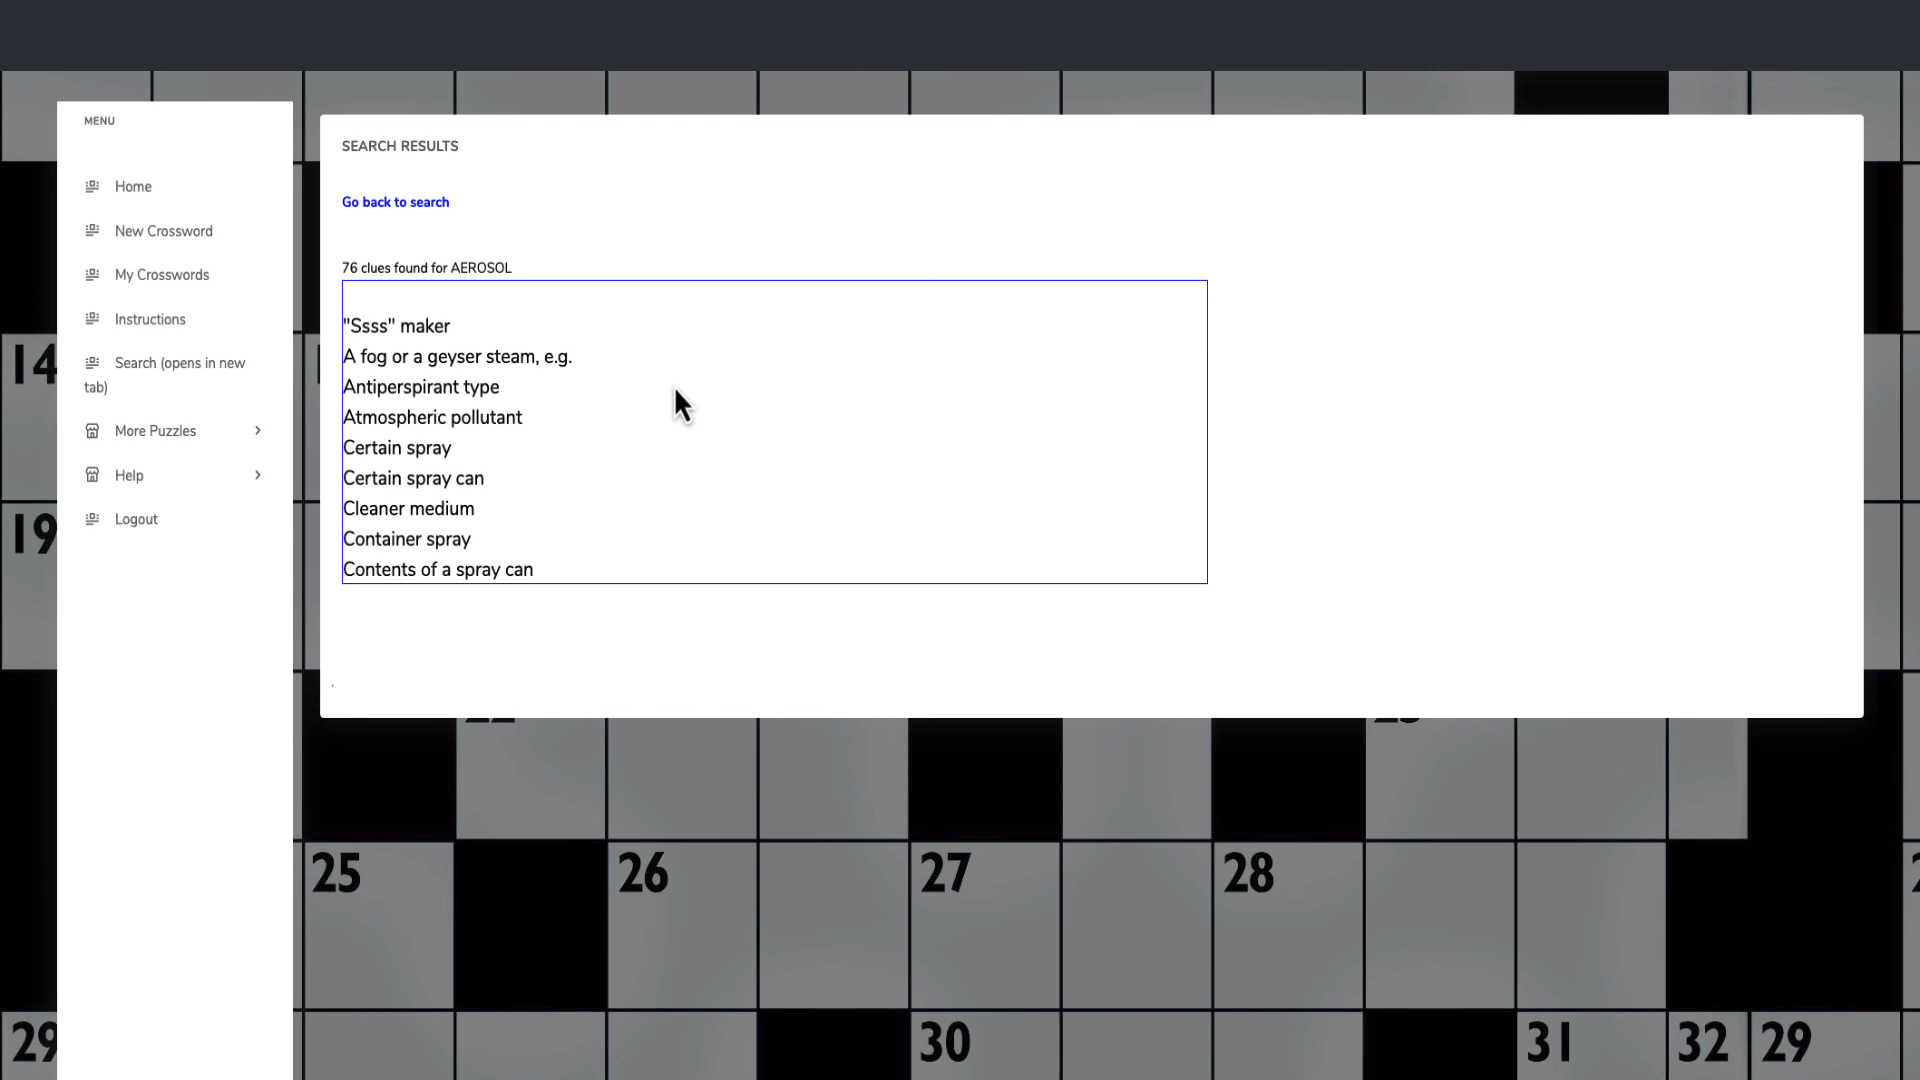 MENU
Home
New Crossword
My Crosswords
Instructions
Search (opens in new
tab)
More Puzzles
Help
Logout
SEARCH RESULTS
Go back to search
76 clues found for AEROSOL
"Ssss" maker
A fog or a geyser steam, e.g.
Antiperspirant type
Atmospheric pollutant
Certain spray
Certain spray can
Cleaner medium
Container spray
Contents of a spray can
.
14
19
25
26
27
28
29
30
31
32
29